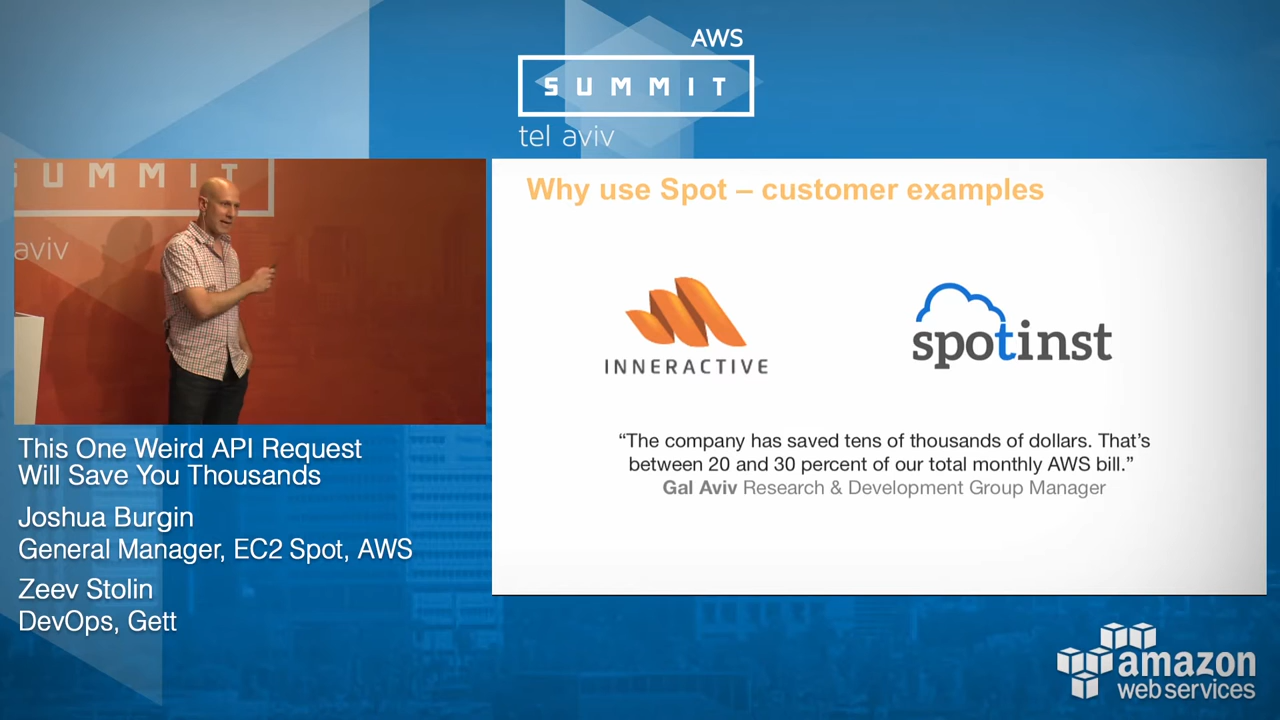 AWS
SUMMIT
tel aviv
SUMMIT
aviv
Why use Spot – customer examples
INNERACTIVE
spotinst
“The company has saved tens of thousands of dollars. That’s
between 20 and 30 percent of our total monthly AWS bill.”
Gal Aviv Research & Development Group Manager
This One Weird API Request
Will Save You Thousands
Joshua Burgin
General Manager, EC2 Spot, AWS
Zeev Stolin
DevOps, Gett
amazon
web services